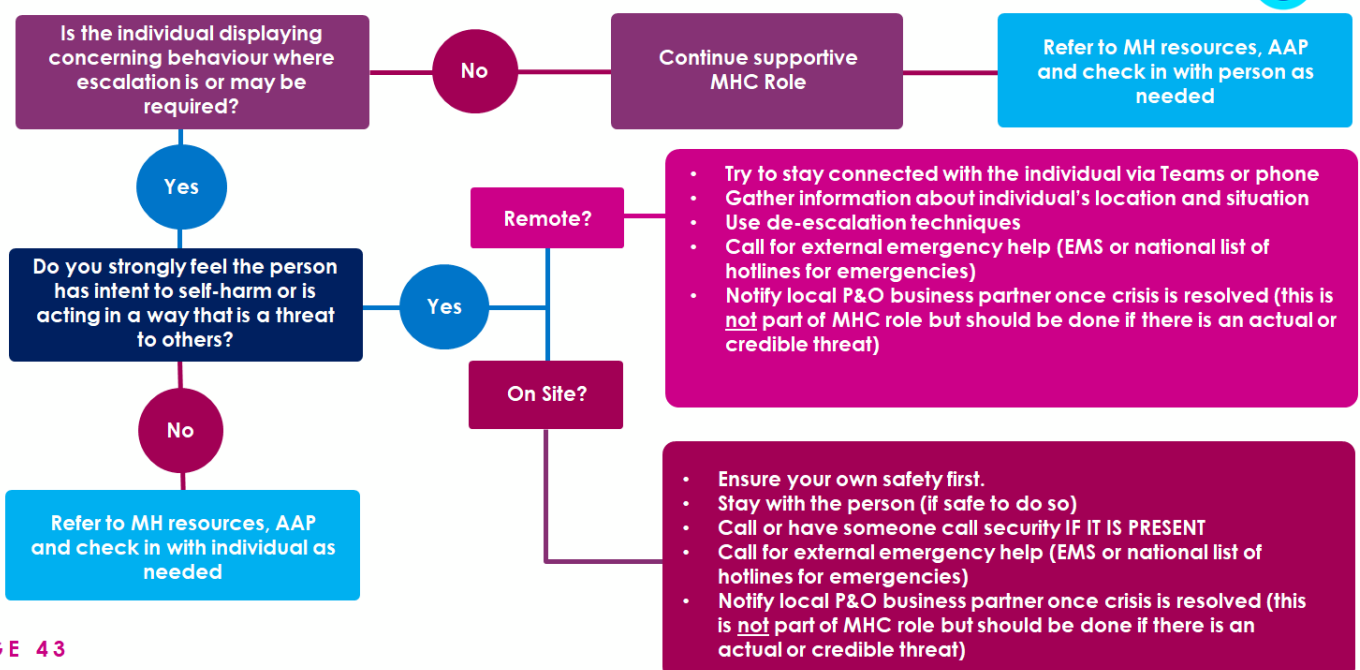 Is the individual displaying
concerning behaviour where
escalation is or may be
required?
No
Continue supportive
MHC Role
Refer to MH resources, AAP
and check in with person as
needed
Yes
Do you strongly feel the person
has intent to self-harm or is
acting in a way that is a threat
to others?
Yes
Remote?
• Try to stay connected with the individual via Teams or phone
• Gather information about individual's location and situation
• Use de-escalation techniques
• Call for external emergency help (EMS or national list of
hotlines for emergencies)
• Notify local P&O business partner once crisis is resolved (this is
not part of MHC role but should be done if there is an actual or
credible threat)
On Site?
• Ensure your own safety first.
• Stay with the person (if safe to do so)
• Call or have someone call security IF IT IS PRESENT
• Call for external emergency help (EMS or national list of
hotlines for emergencies)
• Notify local P&O business partner once crisis is resolved (this
is not part of MHC role but should be done if there is an
actual or credible threat)
No
Refer to MH resources, AAP
and check in with individual as
needed
GE 43